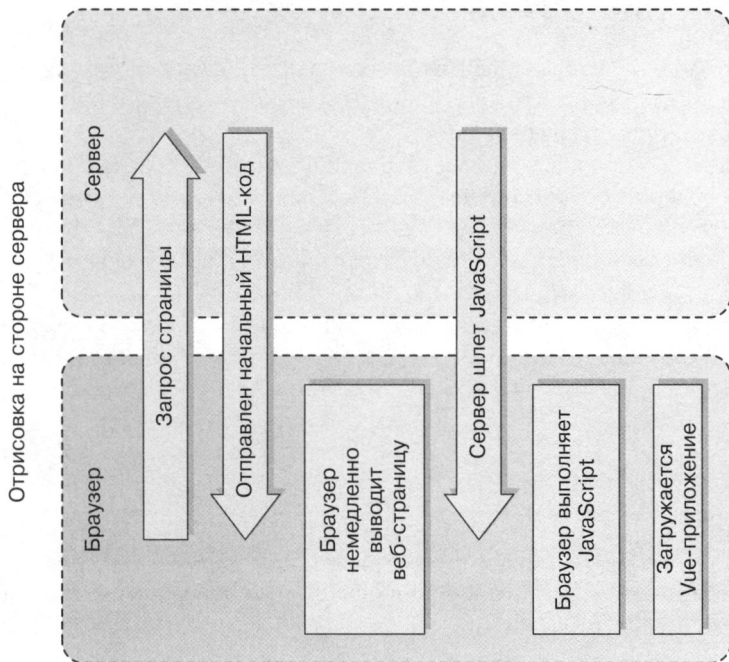 Отрисовка на стороне сервера
Браузер
Сервер
Запрос страницы
Отправлен начальный HTML-код
Браузер
немедленно
выводит
веб-страницу
Сервер шлет JavaScript
Браузер выполняет
JavaScript
Загружается
Vue-приложение